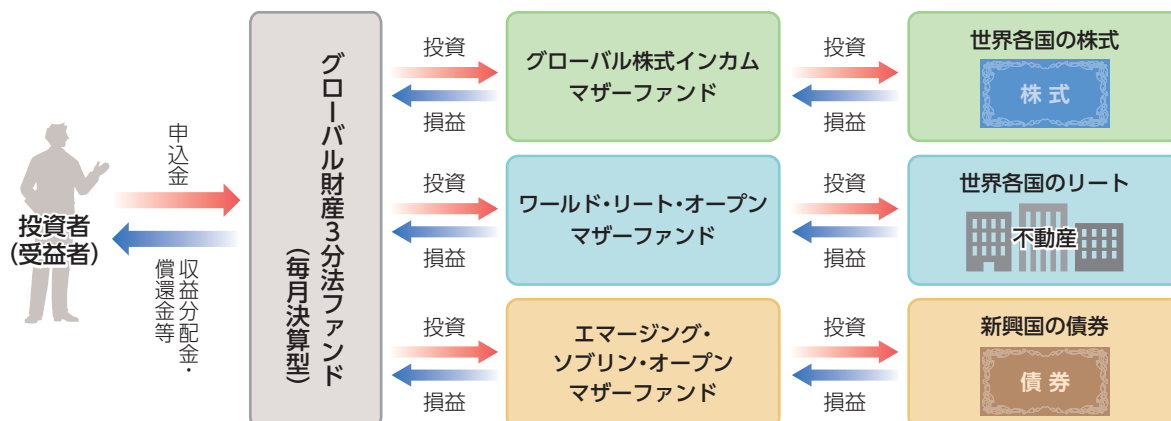 投資者
(受益者)
申込金
収益分配金・
償還金等
グローバル財産3分法ファンド
(毎月決算型)
投資
損益
グローバル株式インカム
マザーファンド
投資
損益
世界各国の株式
株式
投資
損益
ワールド・リート・オープン
マザーファンド
投資
損益
世界各国のリート
不動産
投資
損益
エマージング・
ソブリン・オープン
マザーファンド
投資
損益
新興国の債券
債券